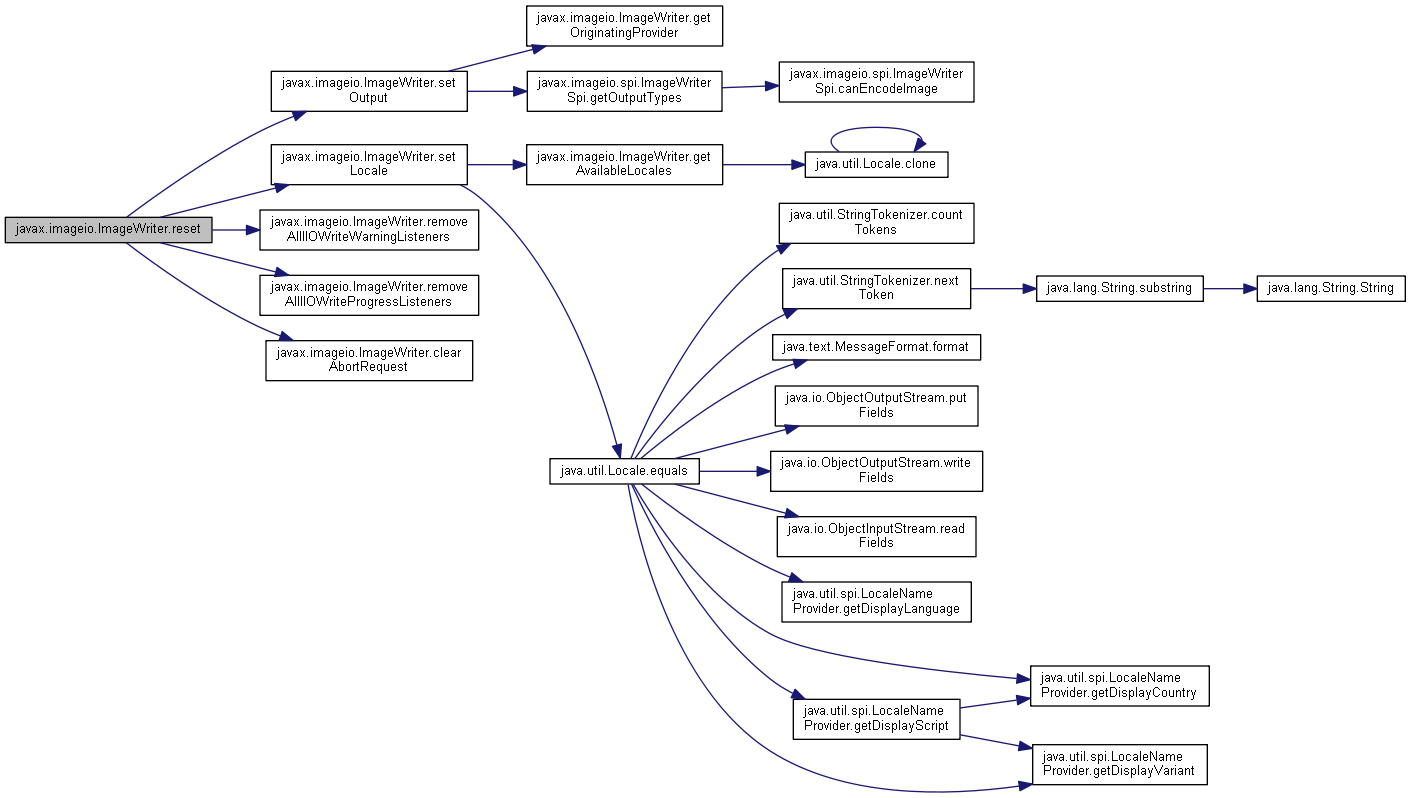 javax.imageio.ImageWriter.get
OriginatingProvider
javax.imageio.ImageWriter.set
Output
javax.imageio.spi.ImageWriter
Spi.getOutputTypes
javax.imageio.spi.ImageWriter
Spi.canEncodeImage
javax.imageio.ImageWriter.set
Locale
javax.imageio.ImageWriter.get
AvailableLocales
java.util.Locale.clone
javax.imageio.ImageWriter.reset
javax.imageio.ImageWriter.remove
AllIIOWriteWarningListeners
javax.imageio.ImageWriter.remove
AllIIOWriteProgressListeners
javax.imageio.ImageWriter.clear
AbortRequest
java.util.StringTokenizer.count
Tokens
java.util.StringTokenizer.next
Token
java.lang.String.substring
java.lang.String.String
java.text.MessageFormat.format
java.io.ObjectOutputStream.put
Fields
java.util.Locale.equals
java.io.ObjectOutputStream.write
Fields
java.io.ObjectInputStream.read
Fields
java.util.spi.LocaleName
Provider.getDisplayLanguage
java.util.spi.LocaleName
Provider.getDisplayCountry
java.util.spi.LocaleName
Provider.getDisplayScript
java.util.spi.LocaleName
Provider.getDisplayVariant